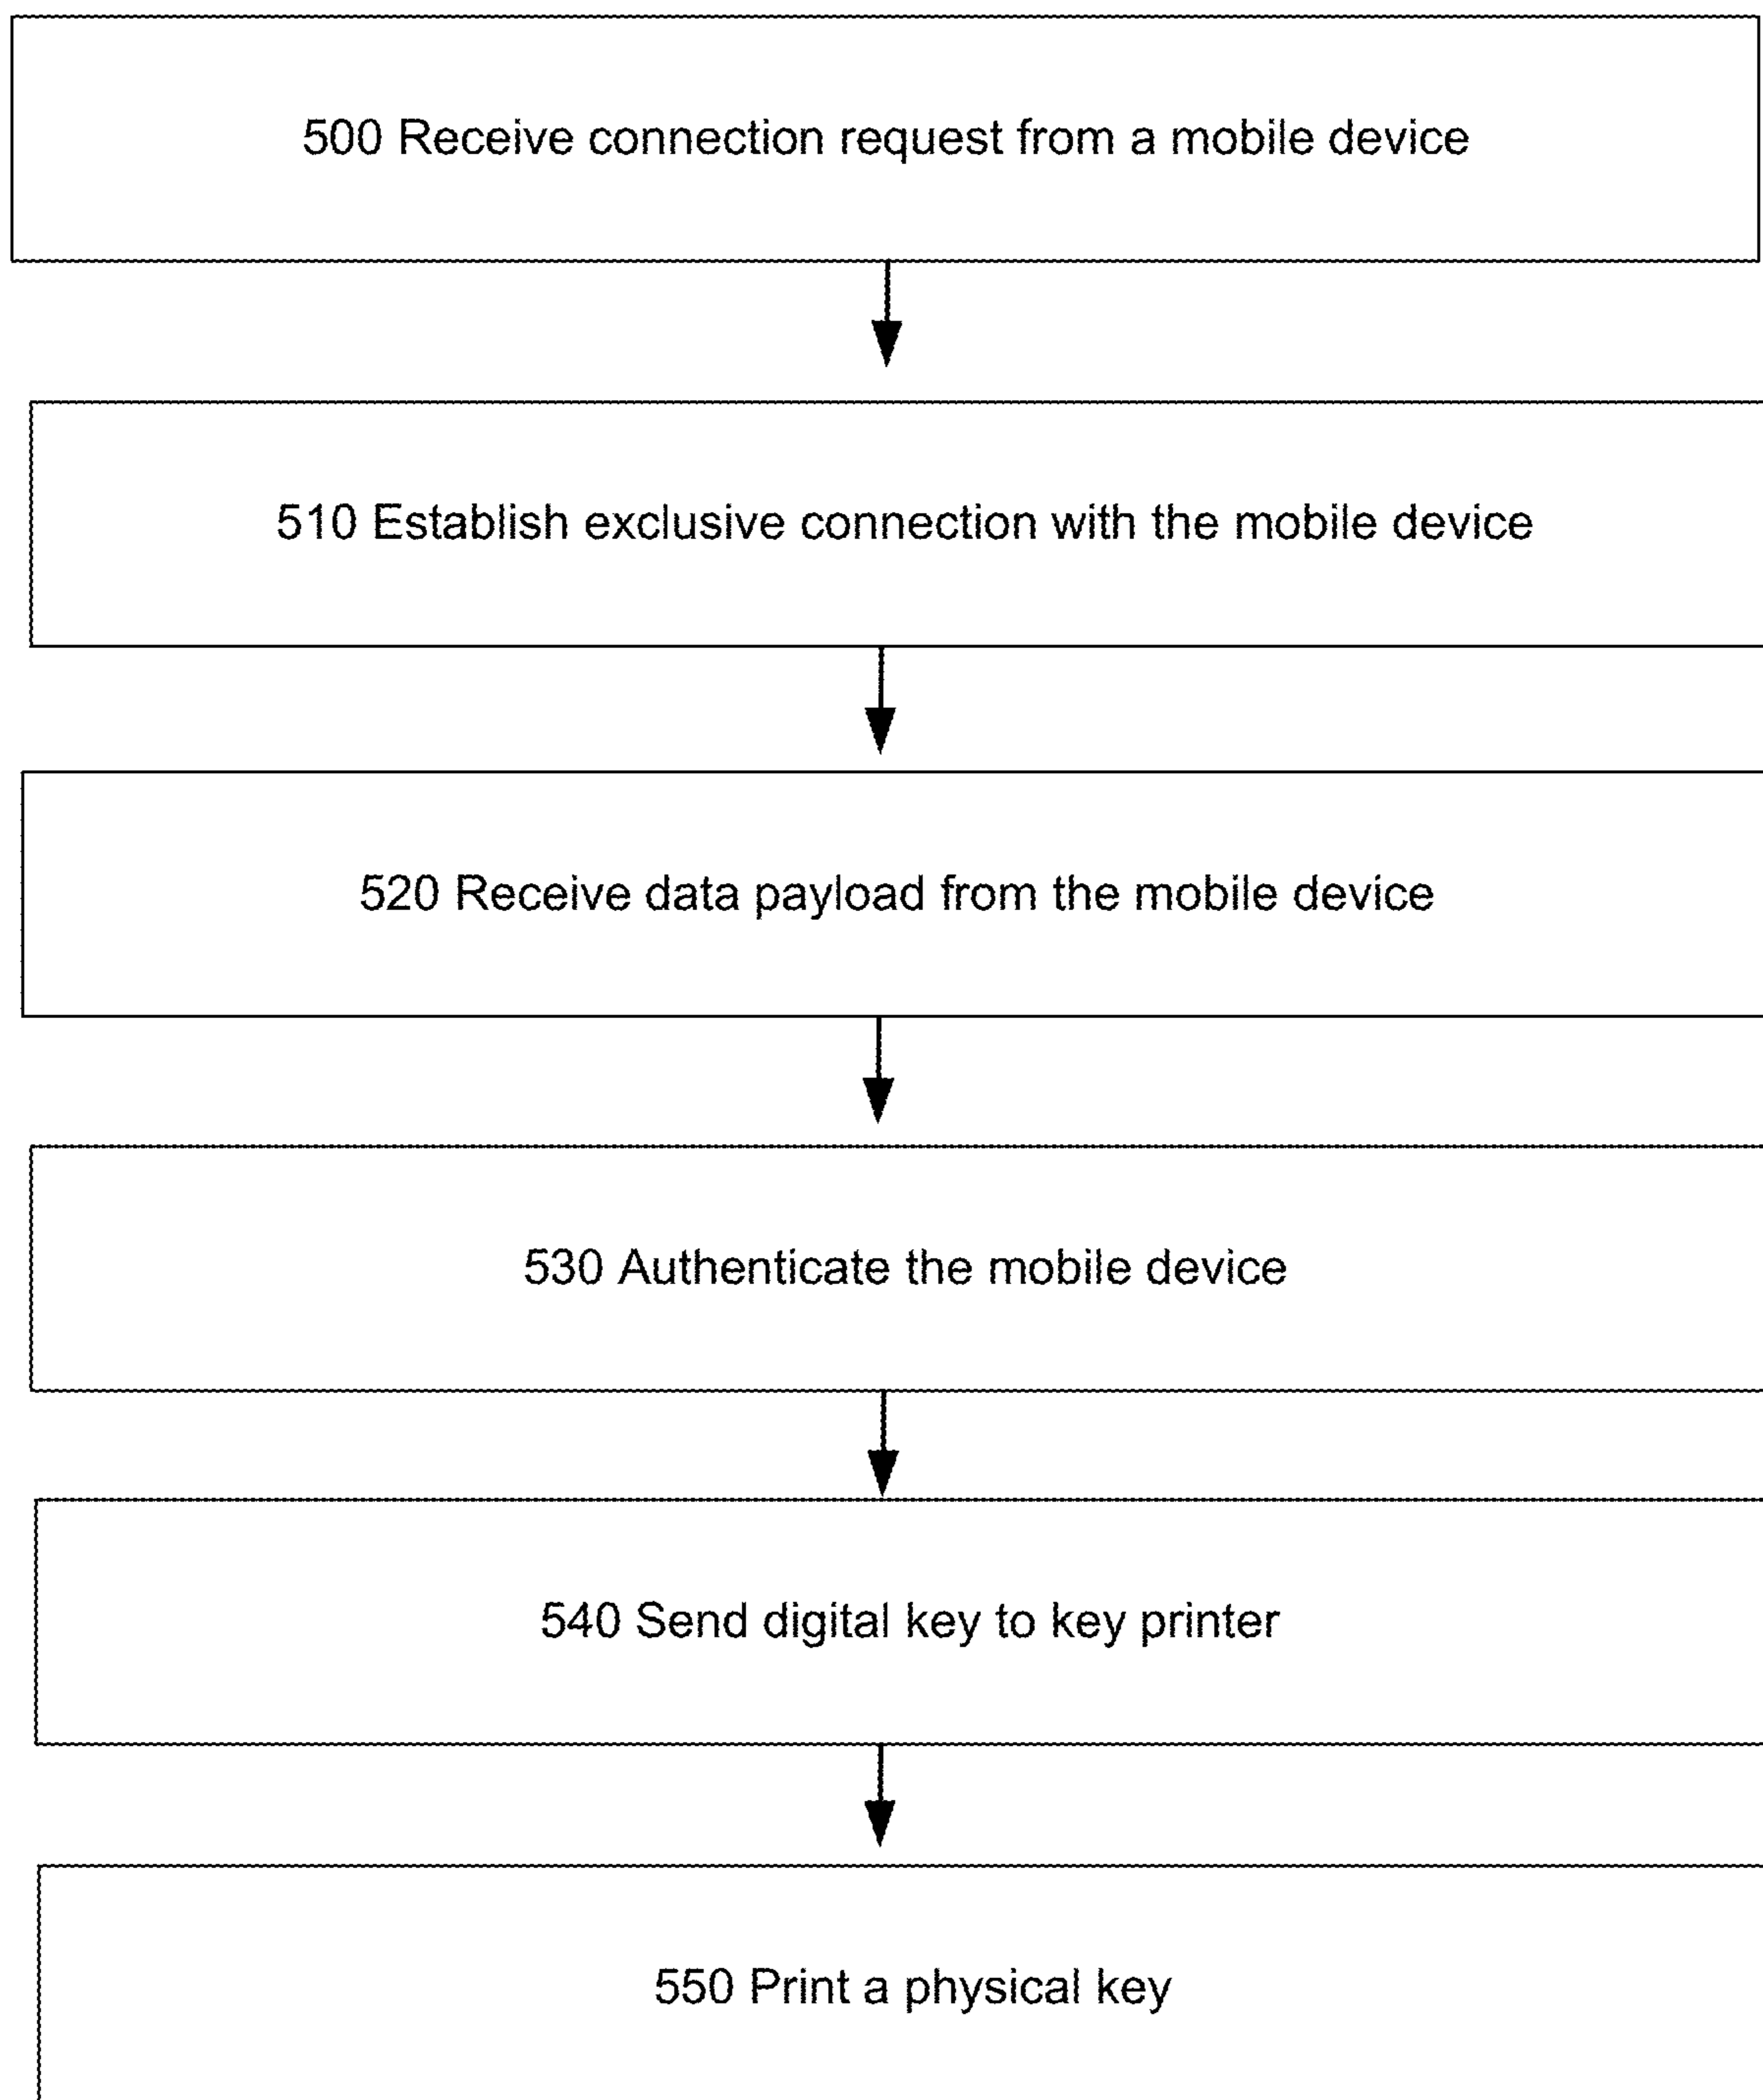 500 Receive connection request from a mobile device
510 Establish exclusive connection with the mobile device
520 Receive data payload from the mobile device
530 Authenticate the mobile device
540 Send digital key to key printer
550 Print a physical key